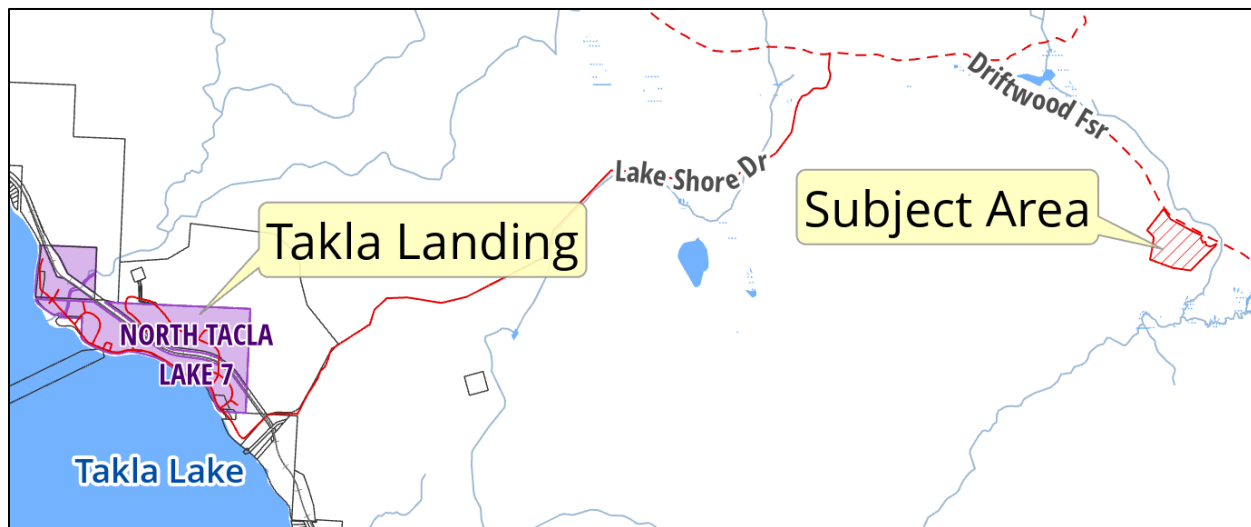 Driftwood Fsr
Lake Shore Dr
Subject Area
Takla Landing
NORTH TACLA
LAKE 7
Takla Lake